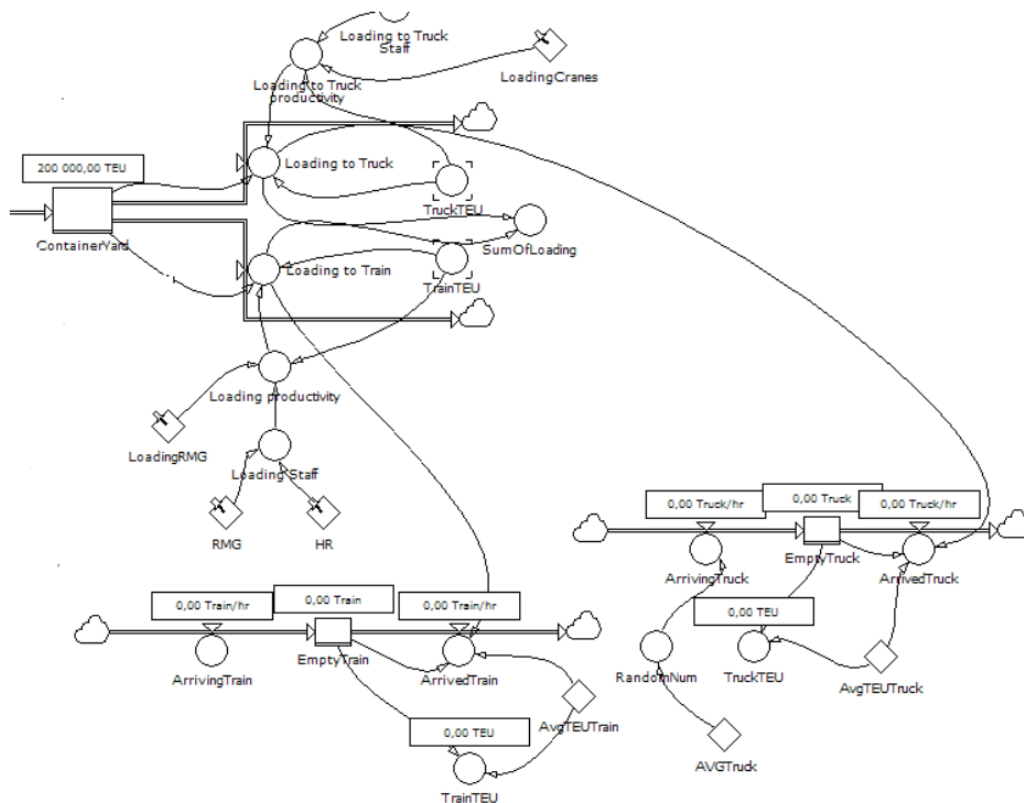 Loading to Truck
Staff
LoadingCranes
Loading to Truck
productivity
200 000,00 TEU
Loading to Truck
TruckTEU
ContainerYard
SumOfLoading
Loading to Train
TrainTEU
Loading productivity
LoadingRMG
Loading Staff
RMG
HR
0,00 Truck/hr
0,00 Truck
0,00 Truck/hr
EmptyTruck
ArrivingTruck
ArrivedTruck
0,00 Train/hr
0,00 Train
0,00 Train/hr
0,00 TEU
EmptyTrain
ArrivingTrain
ArrivedTrain
RandomNum
TruckTEU
AvgTEUTruck
AvgTEUTrain
0,00 TEU
AVGTruck
TrainTEU